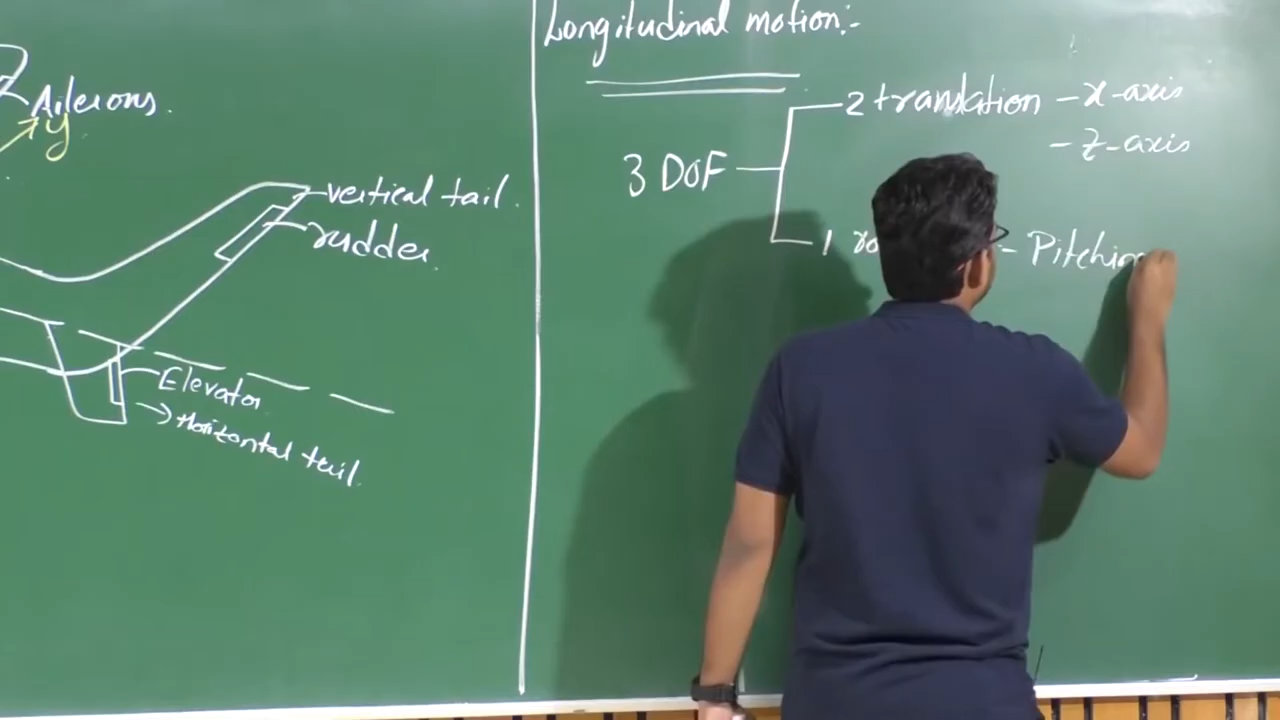 Ailerons.
y
vertical tail.
rudder.
Elevator
Horizontal tail.
Longitudinal motion:-
2 translation - x-axis
- z-axis
3 DOF
1
- Pitching